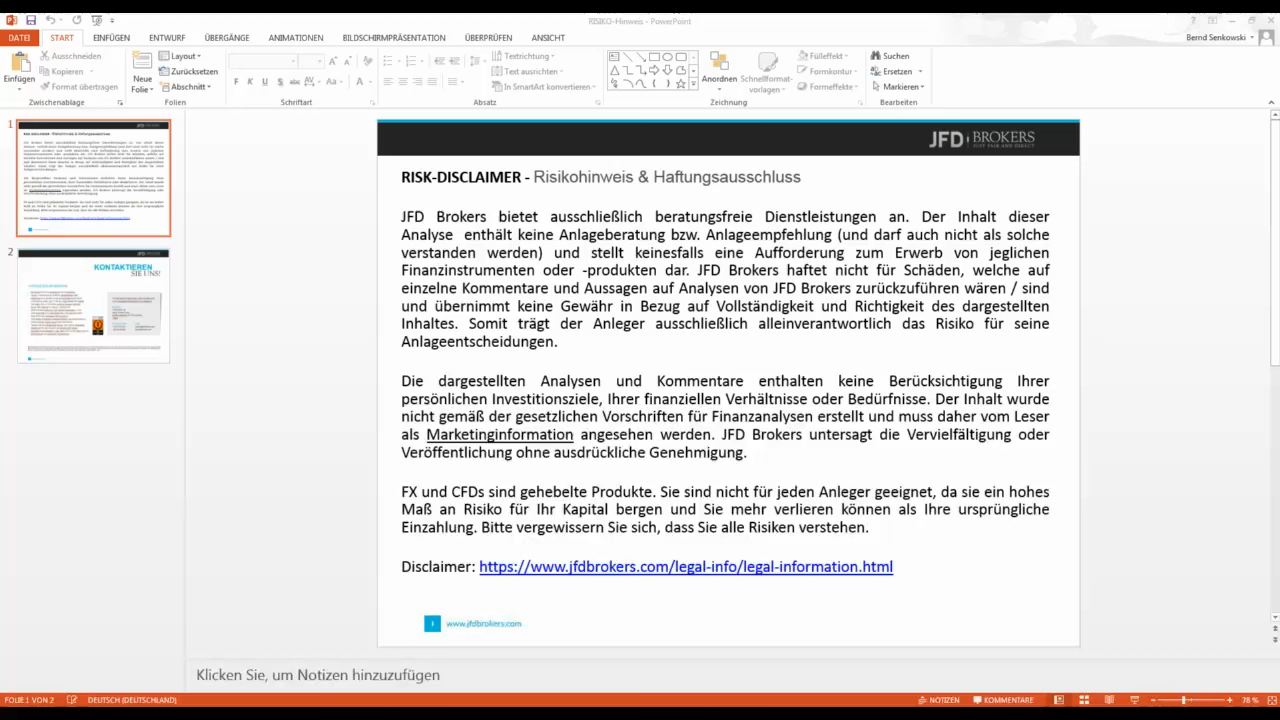 RISIKO-Hinweis - PowerPoint
DATEI START EINFÜGEN ENTWURF ÜBERGÄNGE ANIMATIONEN BILDSCHIRMPRÄSENTATION ÜBERPRÜFEN ANSICHT
Bernd Senkowski
Einfügen
Ausschneiden
Kopieren
Format übertragen
Zwischenablage
Neue
Folie
Layout
Zurücksetzen
Abschnitt
Folien
F K U S abc AV Aa A
Schriftart
Textrichtung
Text ausrichten
In SmartArt konvertieren
Absatz
Anordnen
Schnellformat-
vorlagen
Fülleffekt
Formkontur
Formeffekte
Zeichnung
Suchen
Ersetzen
Markieren
Bearbeiten
1
2
KONTAKTIEREN
SIE UNS!
JFD BROKERS
JUST FAIR AND DIRECT
RISK-DISCLAIMER - Risikohinweis & Haftungsausschluss
JFD Brokers bietet ausschließlich beratungsfreie Dienstleistungen an. Der Inhalt dieser
Analyse enthält keine Anlageberatung bzw. Anlageempfehlung (und darf auch nicht als solche
verstanden werden) und stellt keinesfalls eine Aufforderung zum Erwerb von jeglichen
Finanzinstrumenten oder -produkten dar. JFD Brokers haftet nicht für Schäden, welche auf
einzelne Kommentare und Aussagen auf Analysen von JFD Brokers zurückzuführen wären / sind
und übernimmt keine Gewähr in Bezug auf Vollständigkeit und Richtigkeit des dargestellten
Inhaltes. Somit trägt der Anleger ausschließlich alleinverantwortlich das Risiko für seine
Anlageentscheidungen.
Die dargestellten Analysen und Kommentare enthalten keine Berücksichtigung Ihrer
persönlichen Investitionsziele, Ihrer finanziellen Verhältnisse oder Bedürfnisse. Der Inhalt wurde
nicht gemäß der gesetzlichen Vorschriften für Finanzanalysen erstellt und muss daher vom Leser
als Marketinginformation angesehen werden. JFD Brokers untersagt die Vervielfältigung oder
Veröffentlichung ohne ausdrückliche Genehmigung.
FX und CFDs sind gehebelte Produkte. Sie sind nicht für jeden Anleger geeignet, da sie ein hohes
Maß an Risiko für Ihr Kapital bergen und Sie mehr verlieren können als Ihre ursprüngliche
Einzahlung. Bitte vergewissern Sie sich, dass Sie alle Risiken verstehen.
Disclaimer: https://www.jfdbrokers.com/legal-info/legal-information.html
www.jfdbrokers.com
Klicken Sie, um Notizen hinzuzufügen
FOLIE 1 VON 2 DEUTSCH (DEUTSCHLAND) NOTIZEN KOMMENTARE 78 %